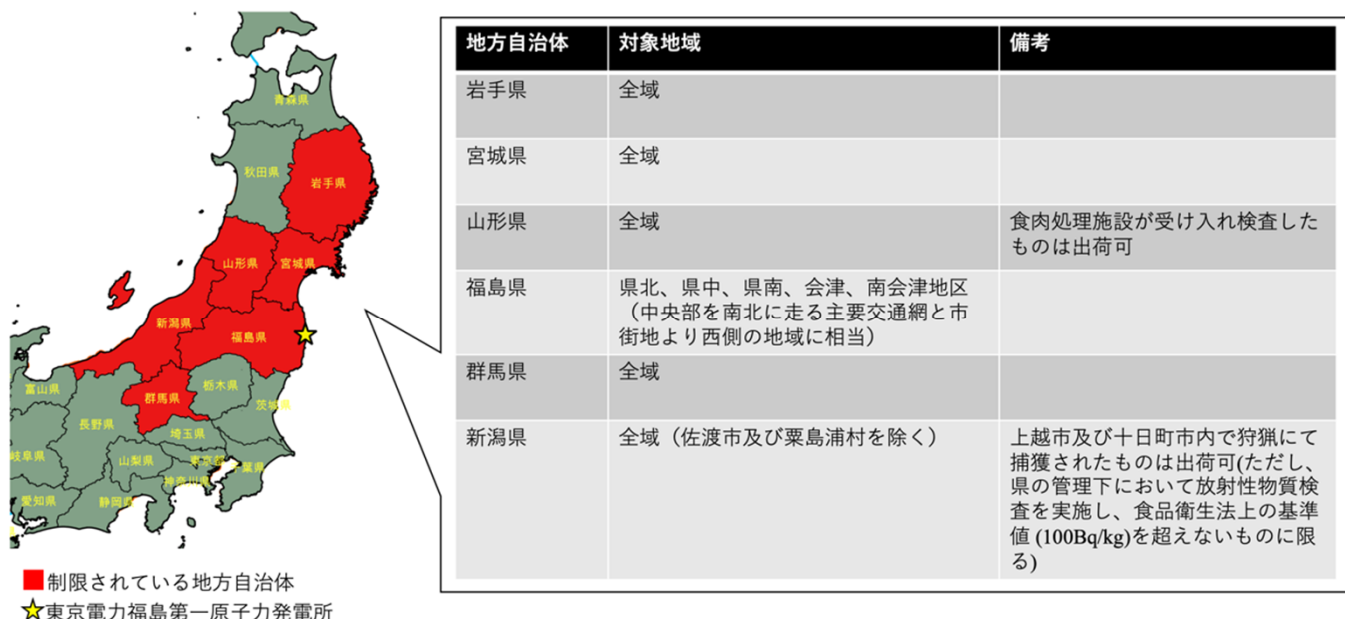 青森県
秋田県
岩手県
山形県
宮城県
新潟県
福島県
富山県
群馬県
栃木県
茨城県
長野県
埼玉県
岐阜県
山梨県
東京都
千葉県
神奈川県
愛知県
静岡県
制限されている地方自治体
東京電力福島第一原子力発電所
地方自治体 対象地域 備考
岩手県 全域
宮城県 全域
山形県 全域 食肉処理施設が受け入れ検査した
ものは出荷可
福島県 県北、県中、県南、会津、南会津地区
（中央部を南北に走る主要交通網と市
街地より西側の地域に相当）
群馬県 全域
新潟県 全域（佐渡市及び粟島浦村を除く） 上越市及び十日町市内で狩猟にて
捕獲されたものは出荷可(ただし、
県の管理下において放射性物質検
査を実施し、食品衛生法上の基準
値 (100Bq/kg)を超えないものに限
る)